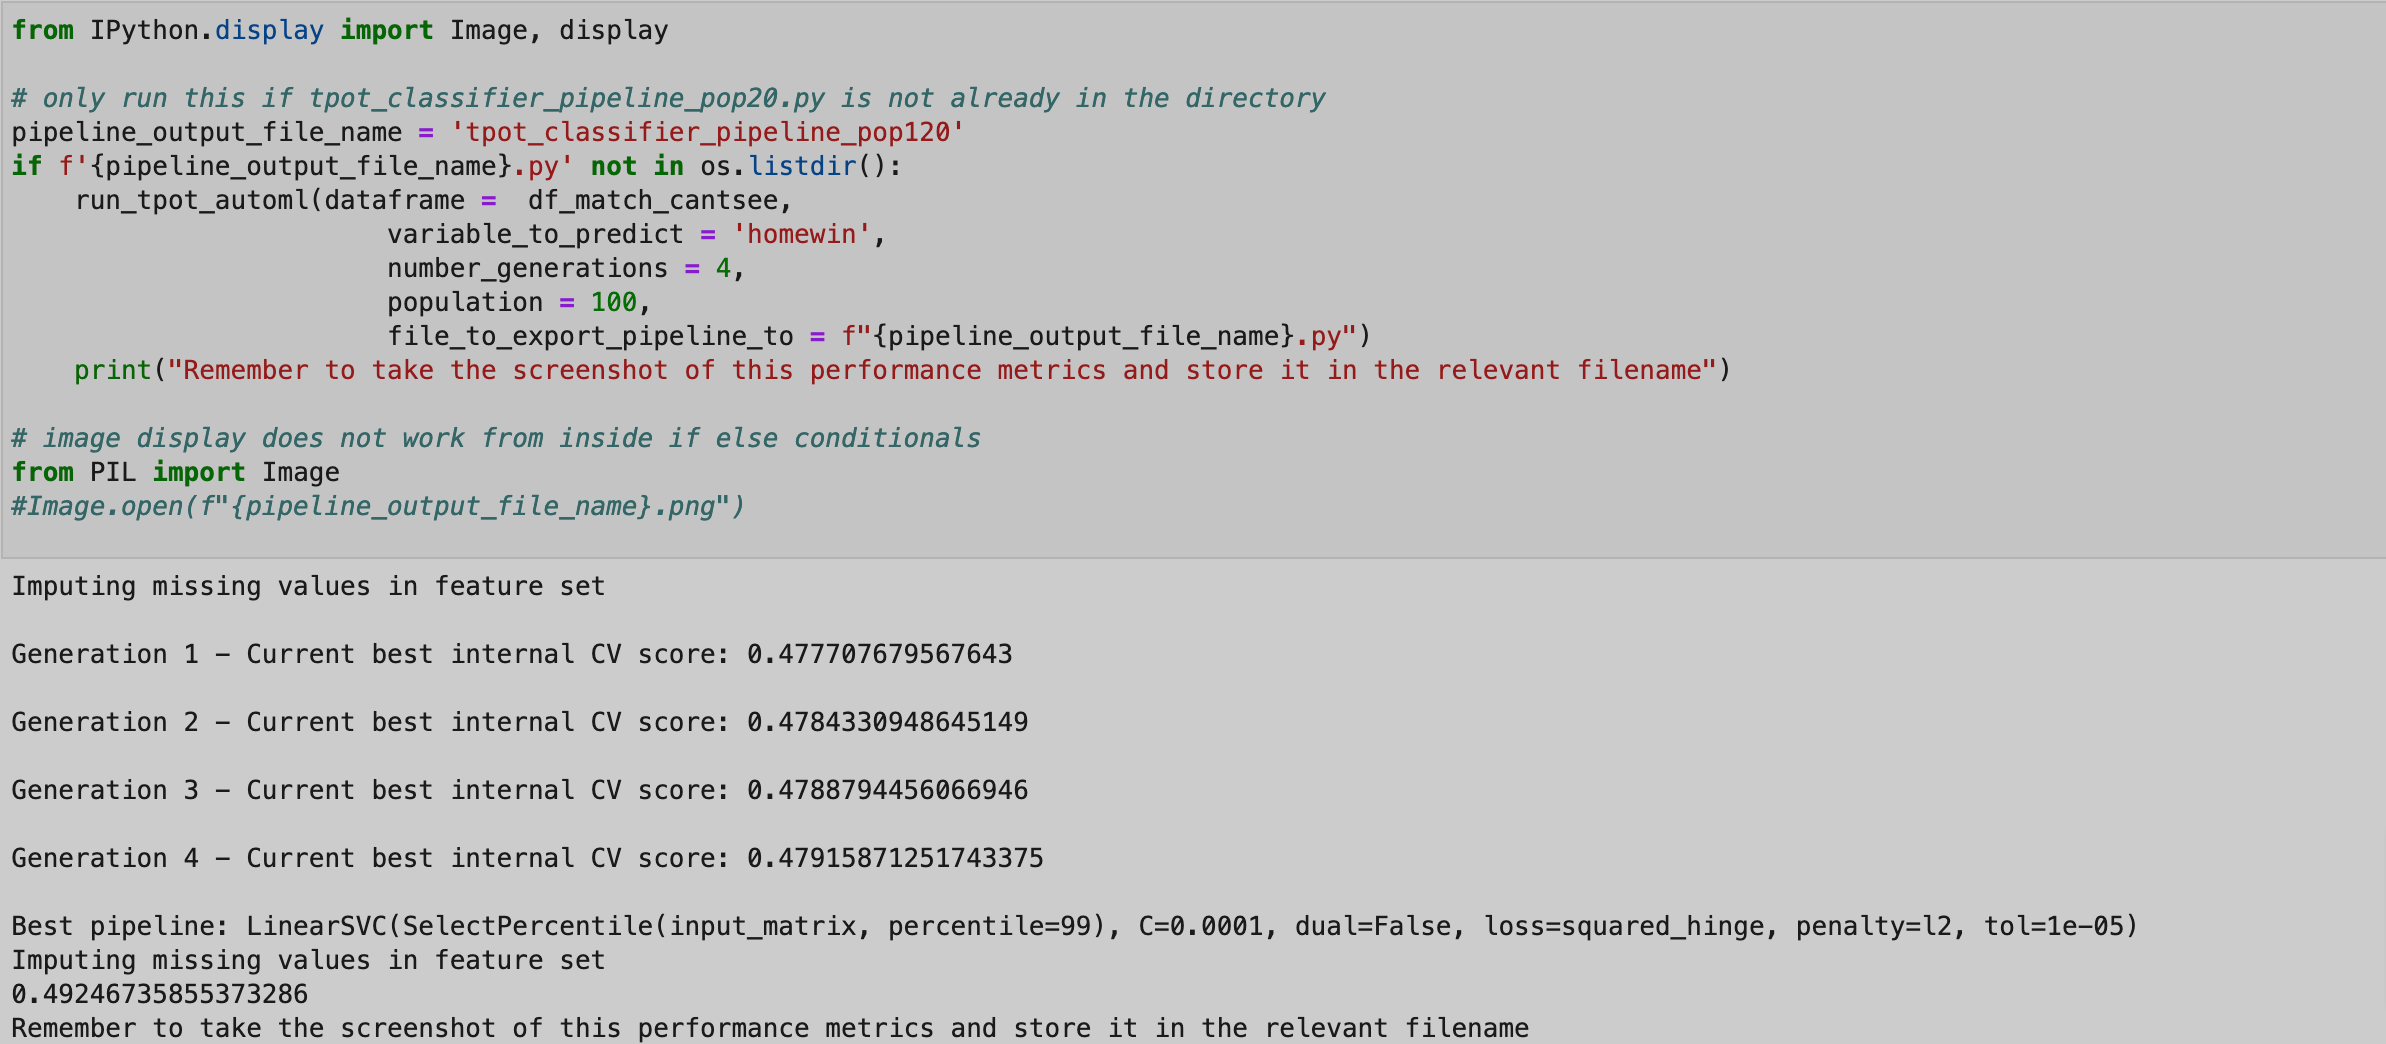 from IPython.display import Image, display
# only run this if tpot_classifier_pipeline_pop20.py is not already in the directory
pipeline_output_file_name = 'tpot_classifier_pipeline_pop120'
if f'{pipeline_output_file_name}.py' not in os.listdir():
    run_tpot_automl(dataframe =  df_match_cantsee,
                        variable_to_predict = 'homewin',
                        number_generations = 4,
                        population = 100,
                        file_to_export_pipeline_to = f"{pipeline_output_file_name}.py")
    print("Remember to take the screenshot of this performance metrics and store it in the relevant filename")
# image display does not work from inside if else conditionals
from PIL import Image
#Image.open(f"{pipeline_output_file_name}.png")
Imputing missing values in feature set
Generation 1 - Current best internal CV score: 0.477707679567643
Generation 2 - Current best internal CV score: 0.4784330948645149
Generation 3 - Current best internal CV score: 0.4788794456066946
Generation 4 - Current best internal CV score: 0.47915871251743375
Best pipeline: LinearSVC(SelectPercentile(input_matrix, percentile=99), C=0.0001, dual=False, loss=squared_hinge, penalty=l2, tol=1e-05)
Imputing missing values in feature set
0.49246735855373286
Remember to take the screenshot of this performance metrics and store it in the relevant filename